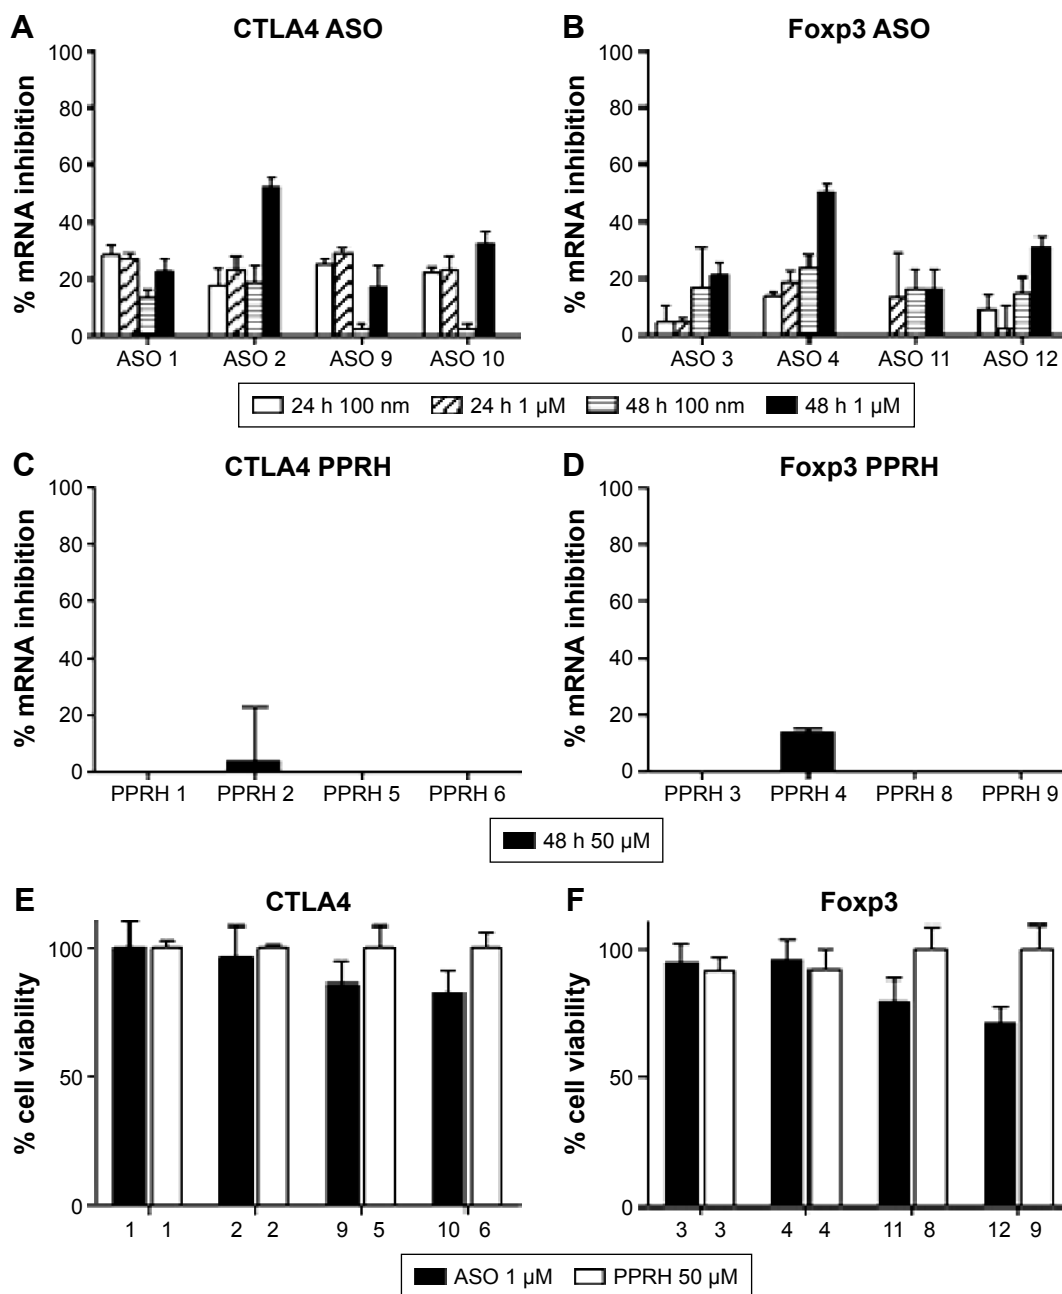 A
CTLA4 ASO
% mRNA inhibition
100
80
60
40
20
0
ASO 1
ASO 2
ASO 9
ASO 10
B
Foxp3 ASO
% mRNA inhibition
100
80
60
40
20
0
ASO 3
ASO 4
ASO 11
ASO 12
24 h 100 nm
24 h 1 µM
48 h 100 nm
48 h 1 µM
C
CTLA4 PPRH
% mRNA inhibition
100
80
60
40
20
0
PPRH 1
PPRH 2
PPRH 5
PPRH 6
D
Foxp3 PPRH
% mRNA inhibition
100
80
60
40
20
0
PPRH 3
PPRH 4
PPRH 8
PPRH 9
48 h 50 µM
E
CTLA4
% cell viability
100
50
0
1 1 2 2 9 5 10 6
F
Foxp3
% cell viability
100
50
0
3 3 4 4 11 8 12 9
ASO 1 µM
PPRH 50 µM